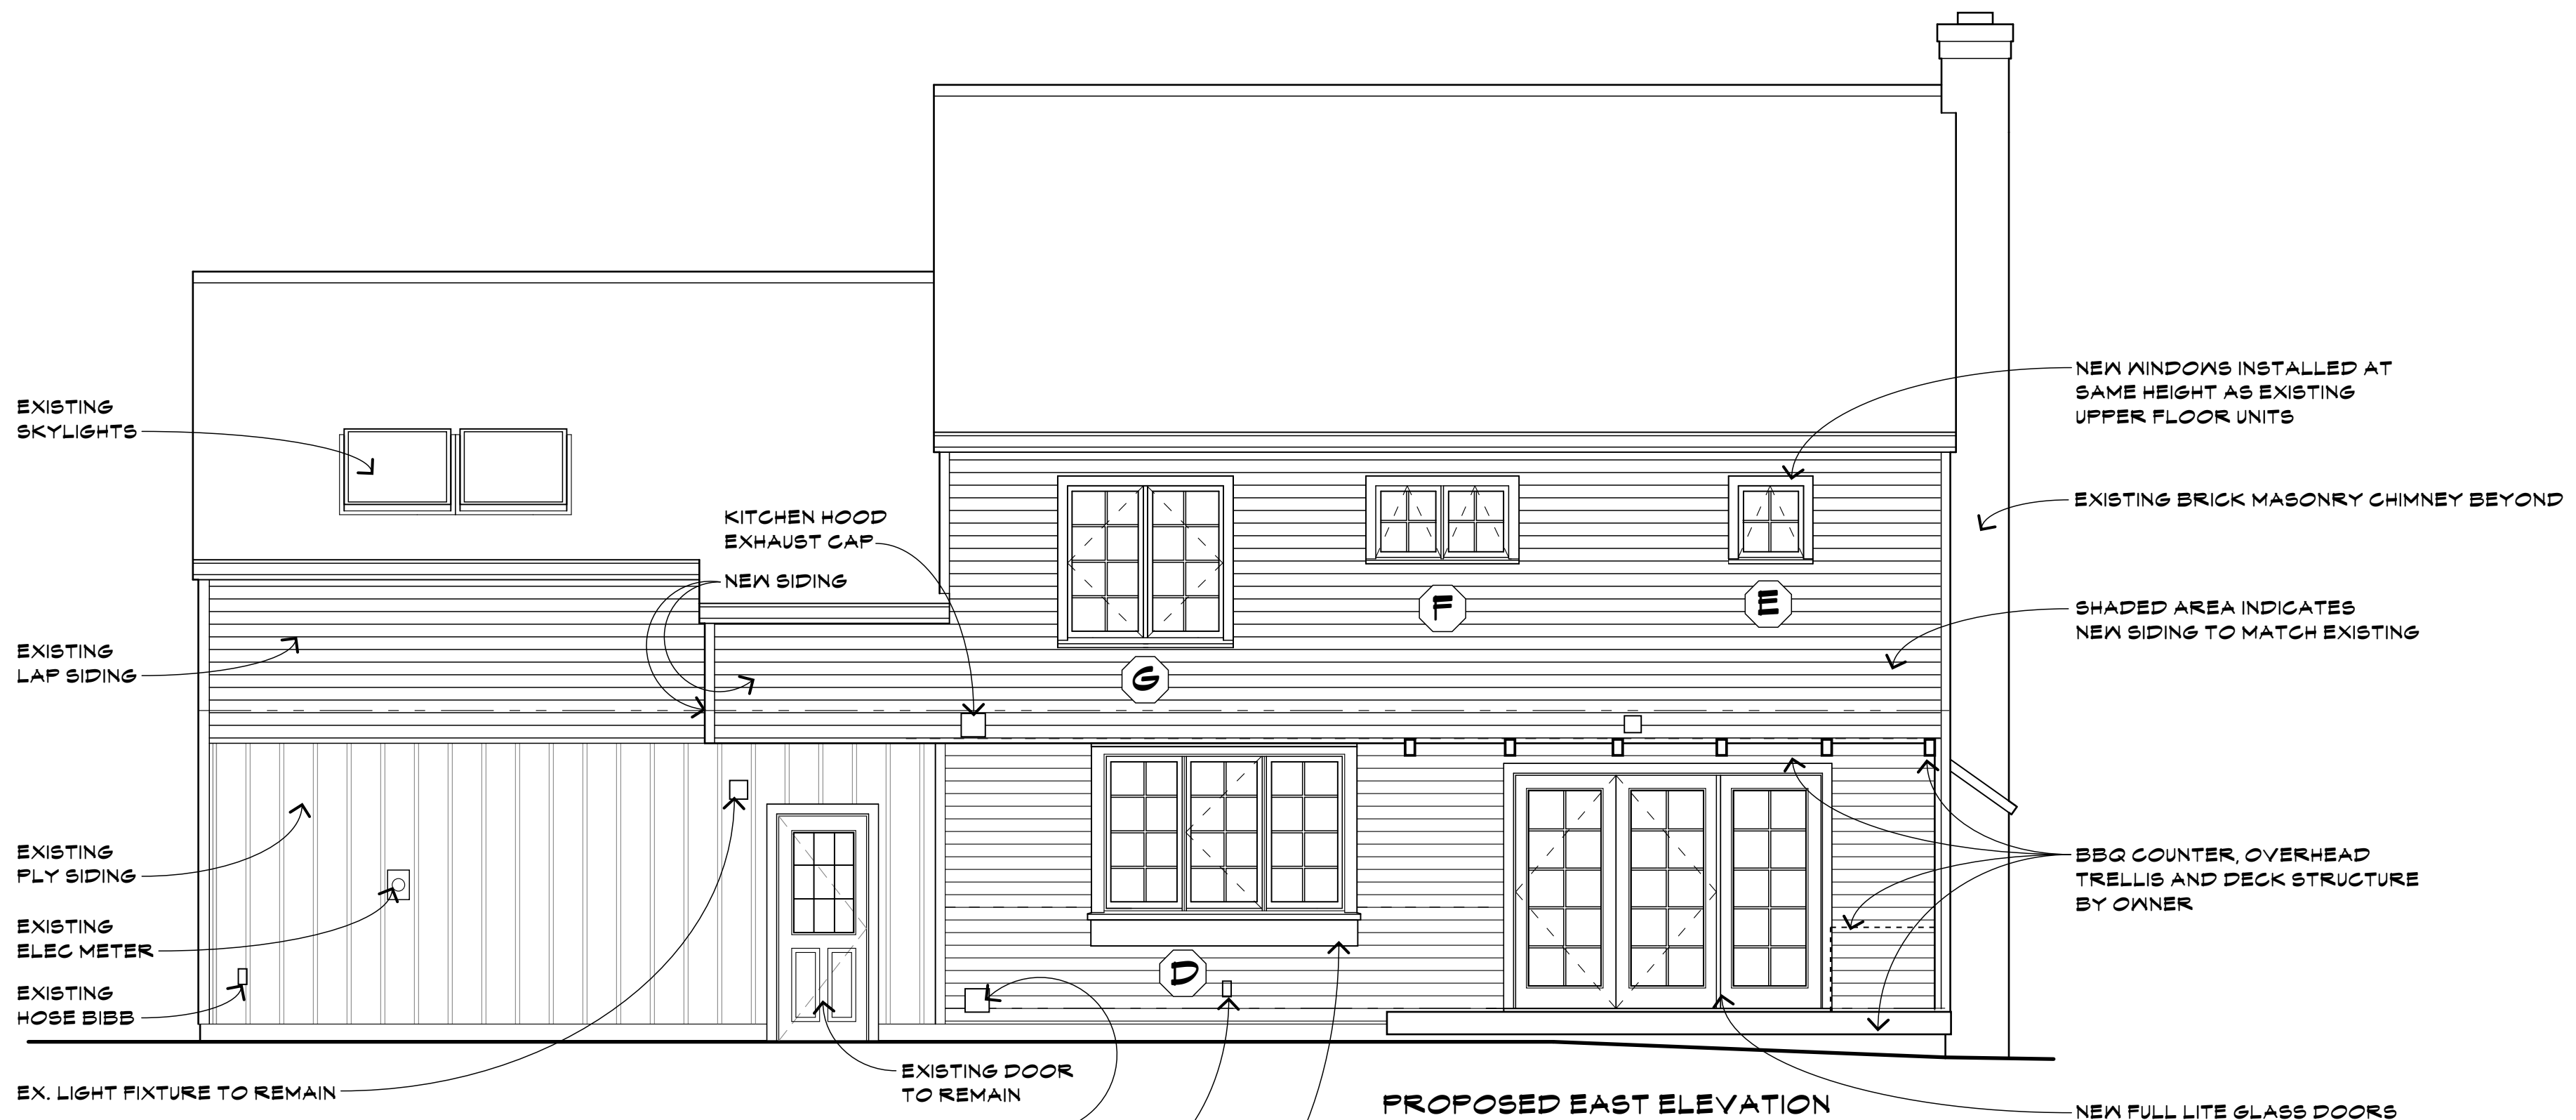 NEW WINDOWS INSTALLED AT
SAME HEIGHT AS EXISTING
UPPER FLOOR UNITS
EXISTING
SKYLIGHTS
EXISTING BRICK MASONRY CHIMNEY BEYOND
KITCHEN HOOD
EXHAUST CAP
NEW SIDING
F
E
SHADED AREA INDICATES
NEW SIDING TO MATCH EXISTING
EXISTING
LAP SIDING
G
EXISTING
PLY SIDING
BBQ COUNTER, OVERHEAD
TRELLIS AND DECK STRUCTURE
BY OWNER
EXISTING
ELEC METER
D
EXISTING
HOSE BIBB
EX. LIGHT FIXTURE TO REMAIN
EXISTING DOOR
TO REMAIN
PROPOSED EAST ELEVATION
NEW FULL LITE GLASS DOORS